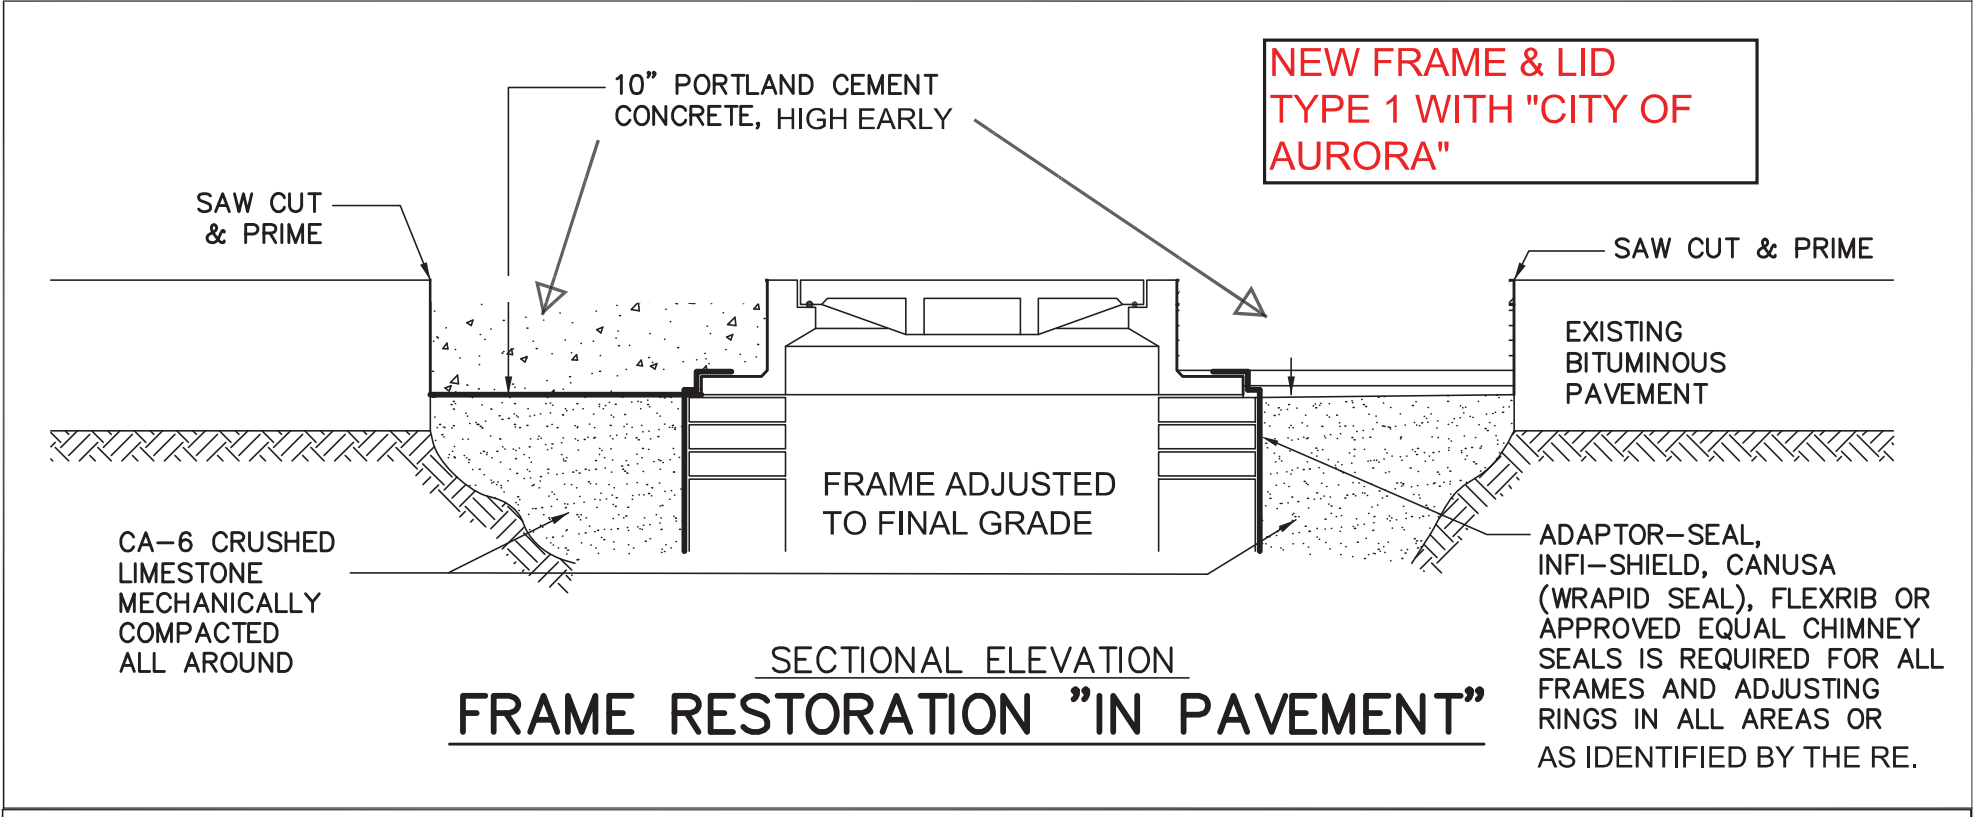 10” PORTLAND CEMENT
CONCRETE, HIGH EARLY
NEW FRAME & LID
TYPE 1 WITH "CITY OF
AURORA"
SAW CUT
& PRIME
SAW CUT & PRIME
EXISTING
BITUMINOUS
PAVEMENT
FRAME ADJUSTED
TO FINAL GRADE
CA-6 CRUSHED
LIMESTONE
MECHANICALLY
COMPACTED
ALL AROUND
ADAPTOR-SEAL,
INFI-SHIELD, CANUSA
(WRAPID SEAL), FLEXRIB OR
APPROVED EQUAL CHIMNEY
SEALS IS REQUIRED FOR ALL
FRAMES AND ADJUSTING
RINGS IN ALL AREAS OR
AS IDENTIFIED BY THE RE.
SECTIONAL ELEVATION
FRAME RESTORATION ”IN PAVEMENT”